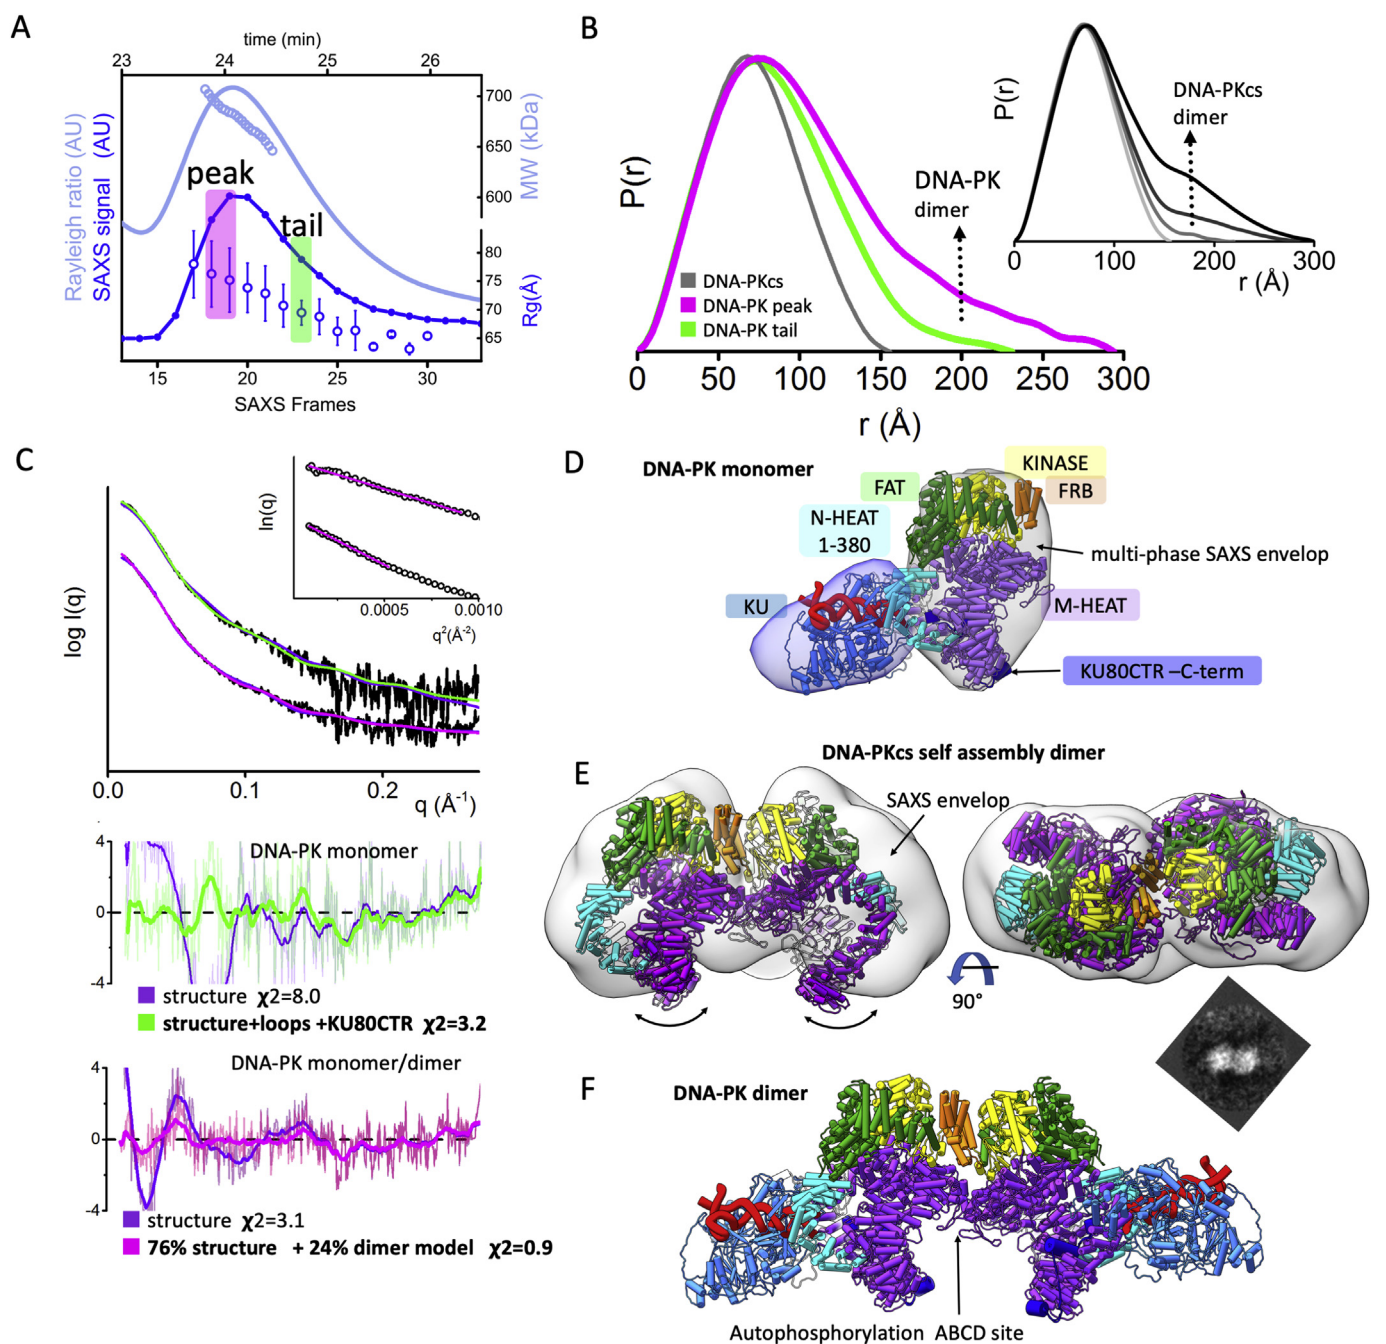 A
time (min)
23 24 25 26
Rayleigh ratio (AU)
SAXS signal (AU)
peak
tail
700
650
600
MW (kDa)
80
75
70
65
Rg(Å)
15 20 25 30
SAXS Frames
B
P(r)
DNA-PKcs
DNA-PK peak
DNA-PK tail
DNA-PK
dimer
0 50 100 150 200 250 300
r (Å)
P(r)
DNA-PKcs
dimer
0 100 200 300
r (Å)
C
log I(q)
ln(q)
0.0005 0.0010
q²(Å⁻²)
0.0 0.1 0.2
q (Å⁻¹)
4
0
-4
DNA-PK monomer
structure χ2=8.0
structure+loops +KU80CTR χ2=3.2
DNA-PK monomer/dimer
4
0
-4
structure χ2=3.1
76% structure + 24% dimer model χ2=0.9
D
DNA-PK monomer
KINASE
FAT
FRB
N-HEAT
1-380
multi-phase SAXS envelop
KU
M-HEAT
KU80CTR –C-term
DNA-PKcs self assembly dimer
E
SAXS envelop
90°
F
DNA-PK dimer
Autophosphorylation ABCD site